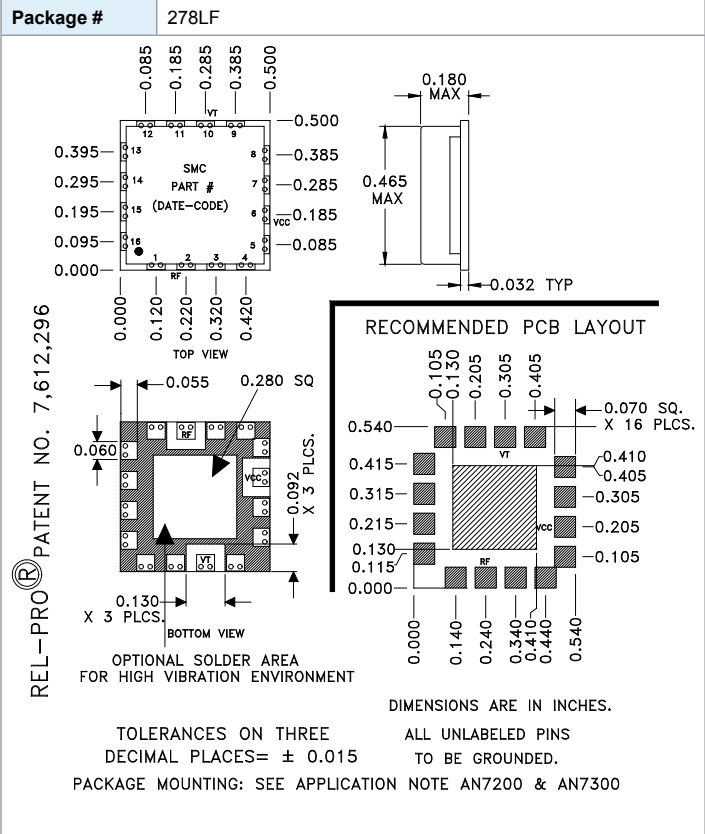 Package # 278LF
0.085 0.185 0.285 0.385 0.500
VT
12 11 10 9
0.500
0.395 13
8 0.385
SMC
0.295 14
PART #
7 0.285
0.195 15
(DATE-CODE)
6 0.185
VCC
0.095 16
5 0.085
1 2 3 4
0.000
RF
0.000 0.120 0.220 0.320 0.420
TOP VIEW
0.180
MAX
0.465
MAX
0.032 TYP
REL-PRO® PATENT NO. 7,612,296
0.055
0.280 SQ
0.060
RF
VCC
0.092
X 3 PLCS.
VT
0.130
X 3 PLCS.
BOTTOM VIEW
OPTIONAL SOLDER AREA
FOR HIGH VIBRATION ENVIRONMENT
RECOMMENDED PCB LAYOUT
0.105 0.130 0.205 0.305 0.405
0.070 SQ.
X 16 PLCS.
0.540
VT
0.415
0.410
0.405
0.315
0.305
0.215
VCC
0.205
0.130
0.115
RF
0.105
0.000
0.000 0.140 0.240 0.340 0.410 0.440 0.540
DIMENSIONS ARE IN INCHES.
TOLERANCES ON THREE
DECIMAL PLACES= ± 0.015
ALL UNLABELED PINS
TO BE GROUNDED.
PACKAGE MOUNTING: SEE APPLICATION NOTE AN7200 & AN7300